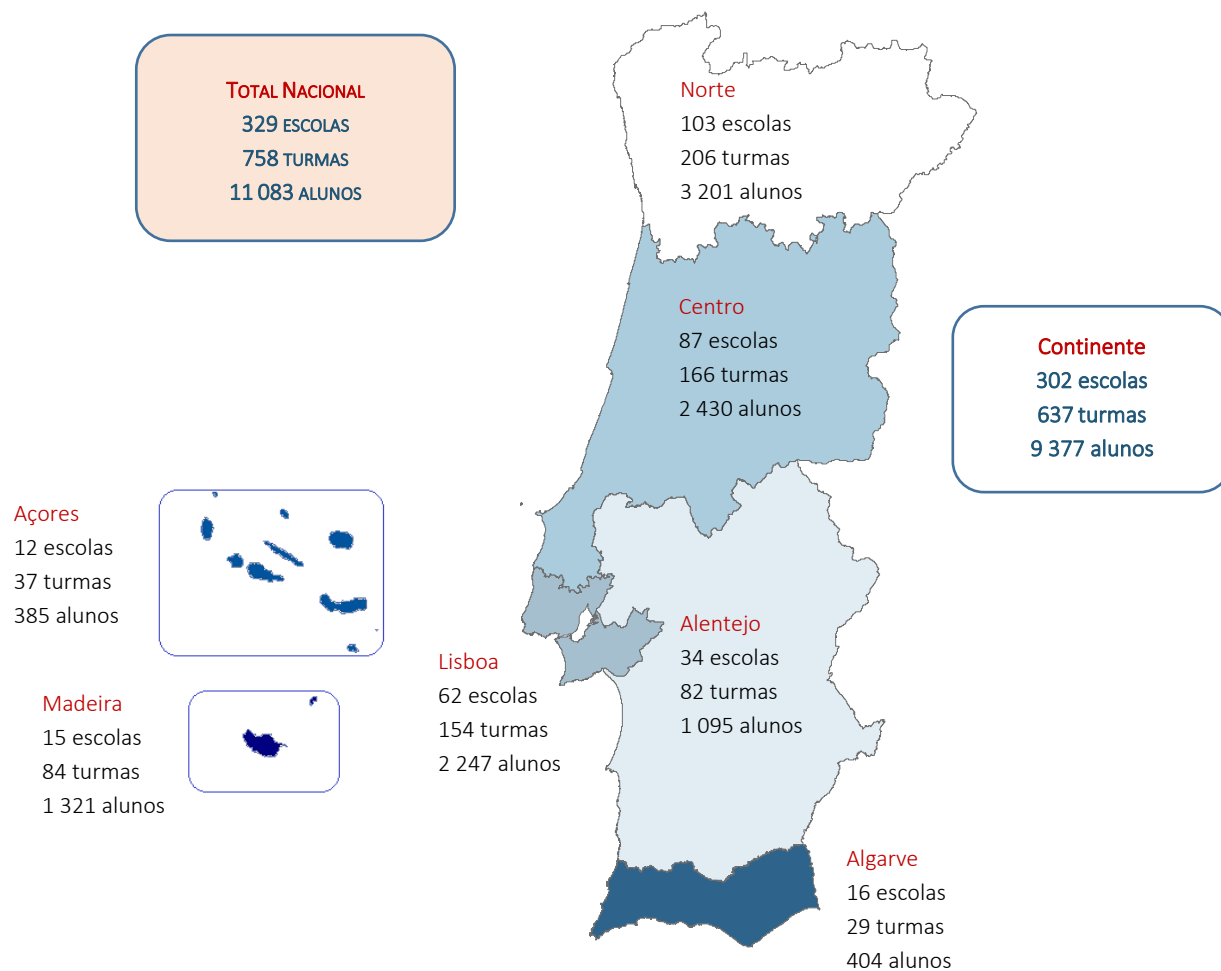 TOTAL NACIONAL
329 ESCOLAS
758 TURMAS
11 083 ALUNOS
Norte
103 escolas
206 turmas
3 201 alunos
Centro
87 escolas
166 turmas
2 430 alunos
Continente
302 escolas
637 turmas
9 377 alunos
Açores
12 escolas
37 turmas
385 alunos
Lisboa
62 escolas
154 turmas
2 247 alunos
Alentejo
34 escolas
82 turmas
1 095 alunos
Madeira
15 escolas
84 turmas
1 321 alunos
Algarve
16 escolas
29 turmas
404 alunos